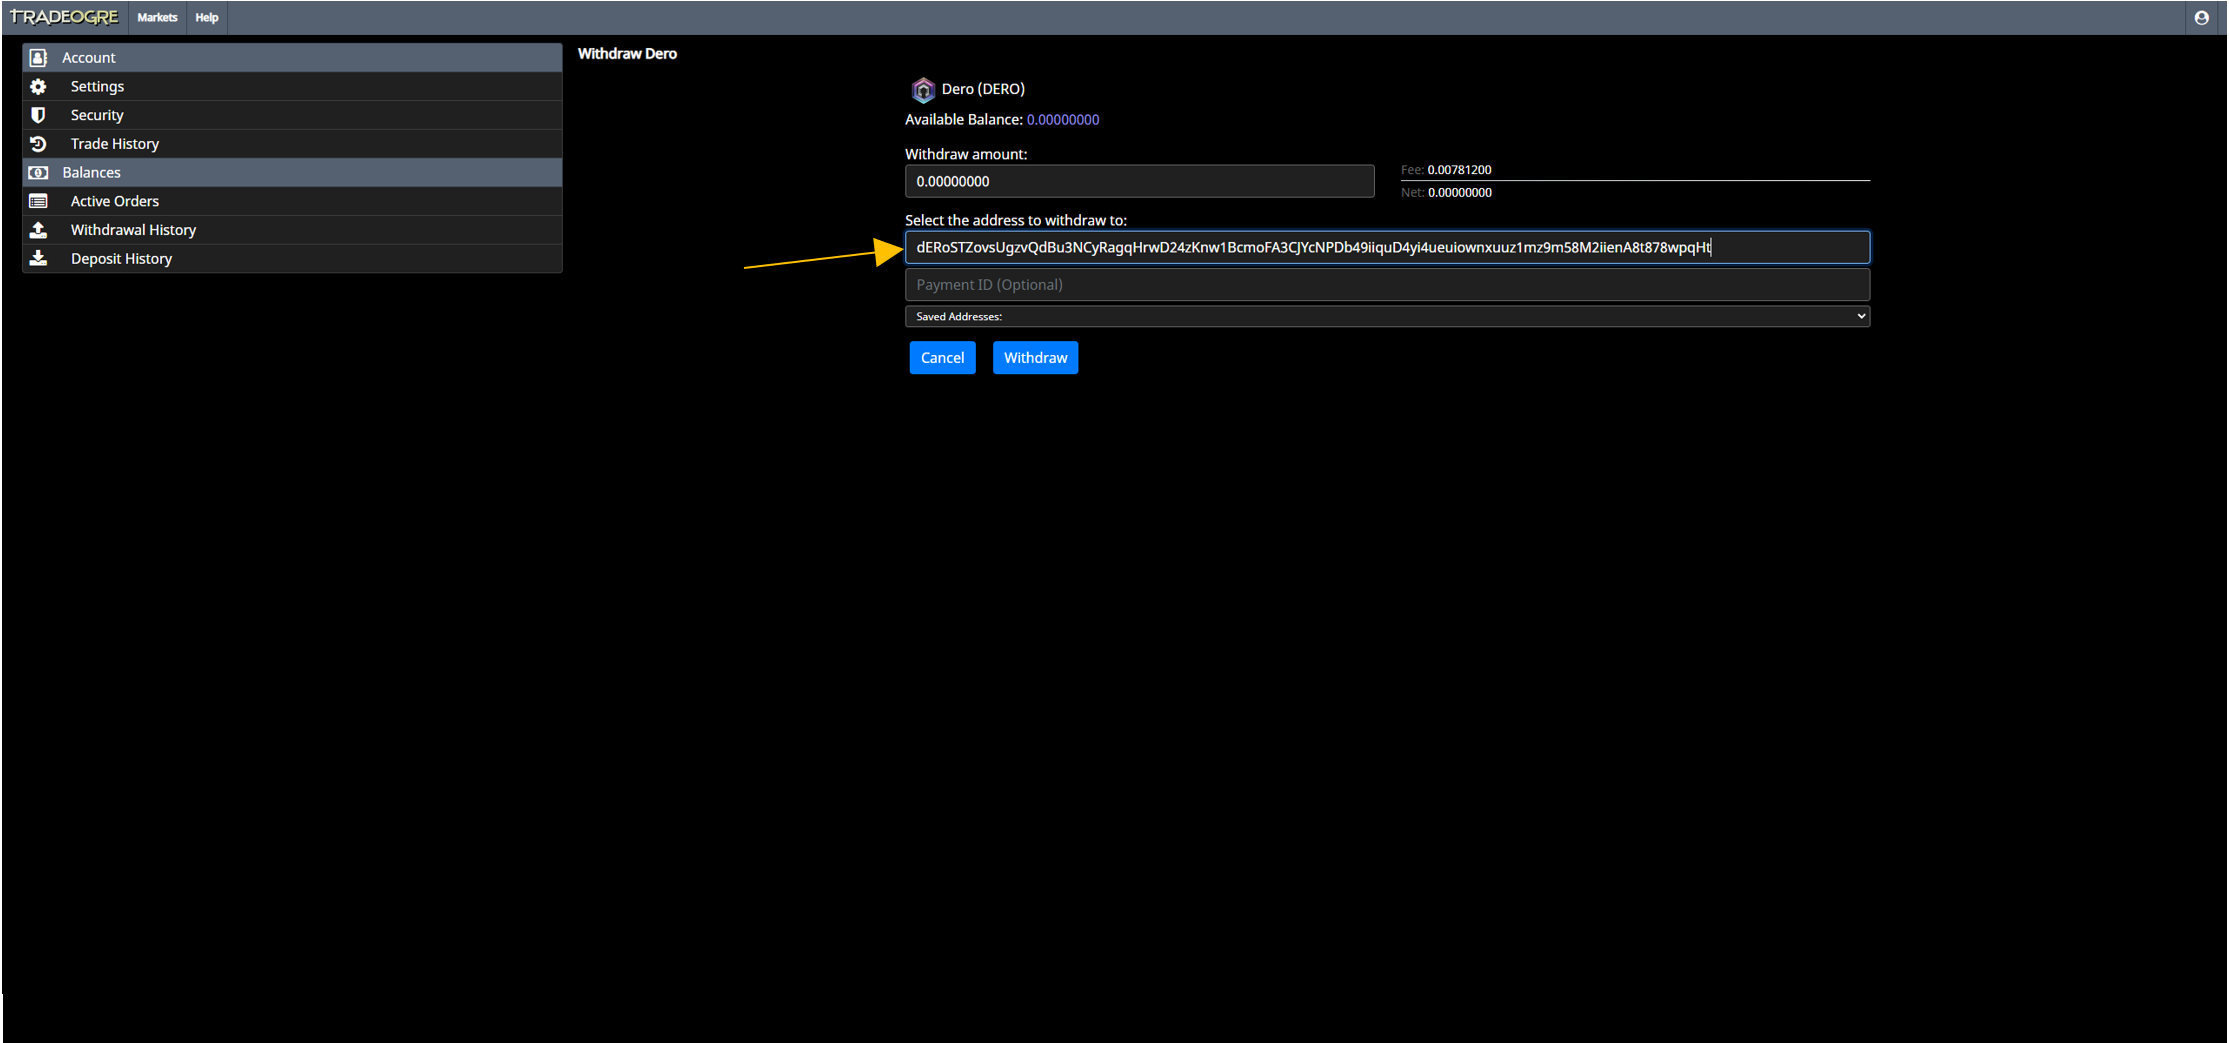 TRADEOGRE Markets Help
Account
Settings
Security
Trade History
Balances
Active Orders
Withdrawal History
Deposit History
Withdraw Dero
Dero (DERO)
Available Balance: 0.00000000
Withdraw amount:
0.00000000
Fee: 0.00781200
Net: 0.00000000
Select the address to withdraw to:
dERoSTZovsUgzvQdBu3NCyRagqHrwD24zKnw1BcmoFA3CJYcNPDb49iiquD4yi4ueuiownxuuz1mz9m58M2iienA8t878wpqHt
Payment ID (Optional)
Saved Addresses:
Cancel Withdraw